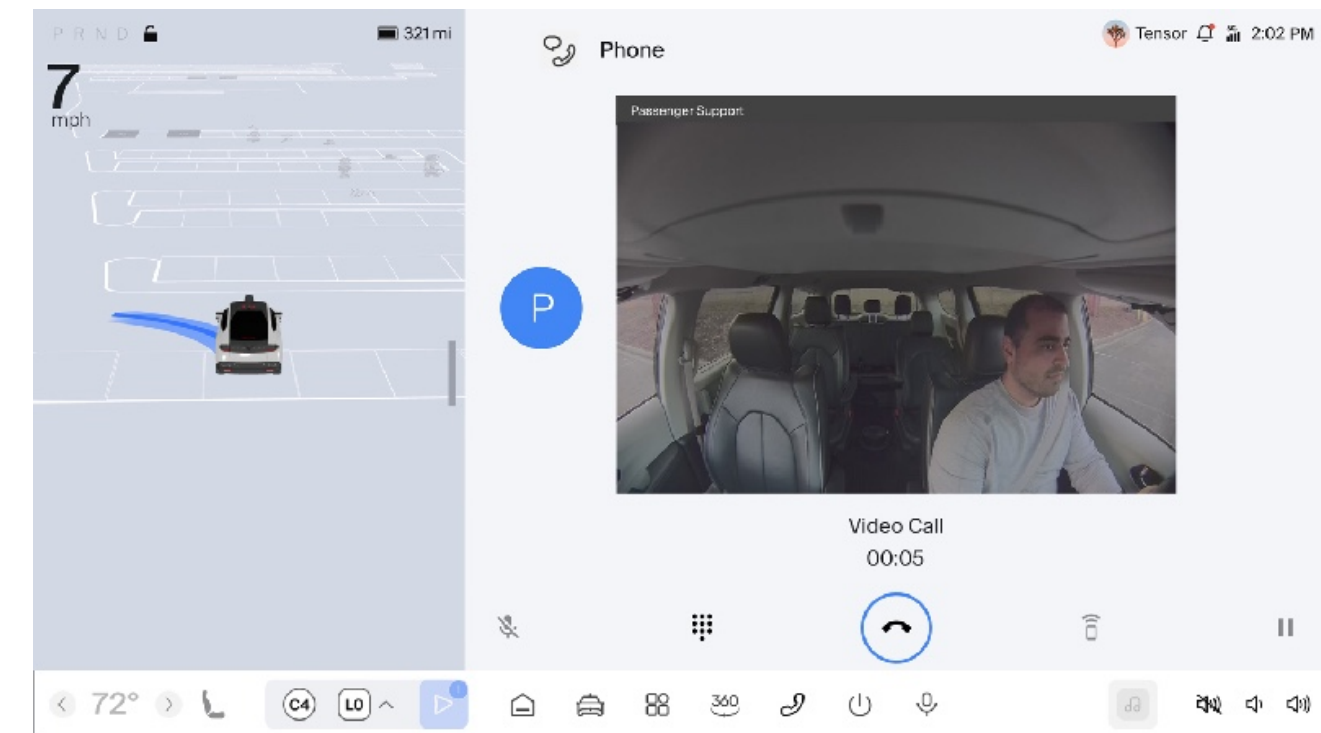 P R N D
321 mi
7
mph
Phone
Tensor
2:02 PM
Passenger Support
P
Video Call
00:05
72°
C4
L0
360